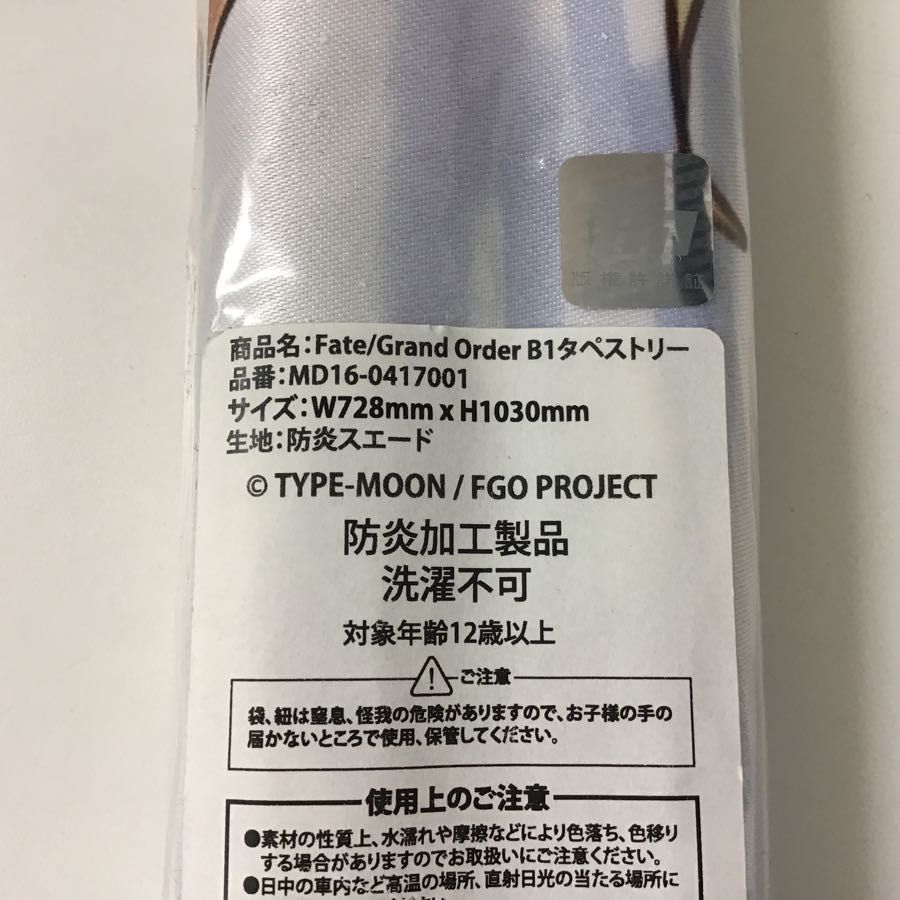 版権許諾証
商品名:Fate/Grand Order B1タペストリー
品番:MD16-0417001
サイズ:W728mm x H1030mm
生地:防炎スエード
© TYPE-MOON / FGO PROJECT
防炎加工製品
洗濯不可
対象年齢12歳以上
ご注意
袋、紐は窒息、怪我の危険がありますので、お子様の手の
届かないところで使用、保管してください。
使用上のご注意
●素材の性質上、水濡れや摩擦などにより色落ち、色移り
する場合がありますのでお取扱いにご注意ください。
●日中の車内など高温の場所、直射日光の当たる場所に